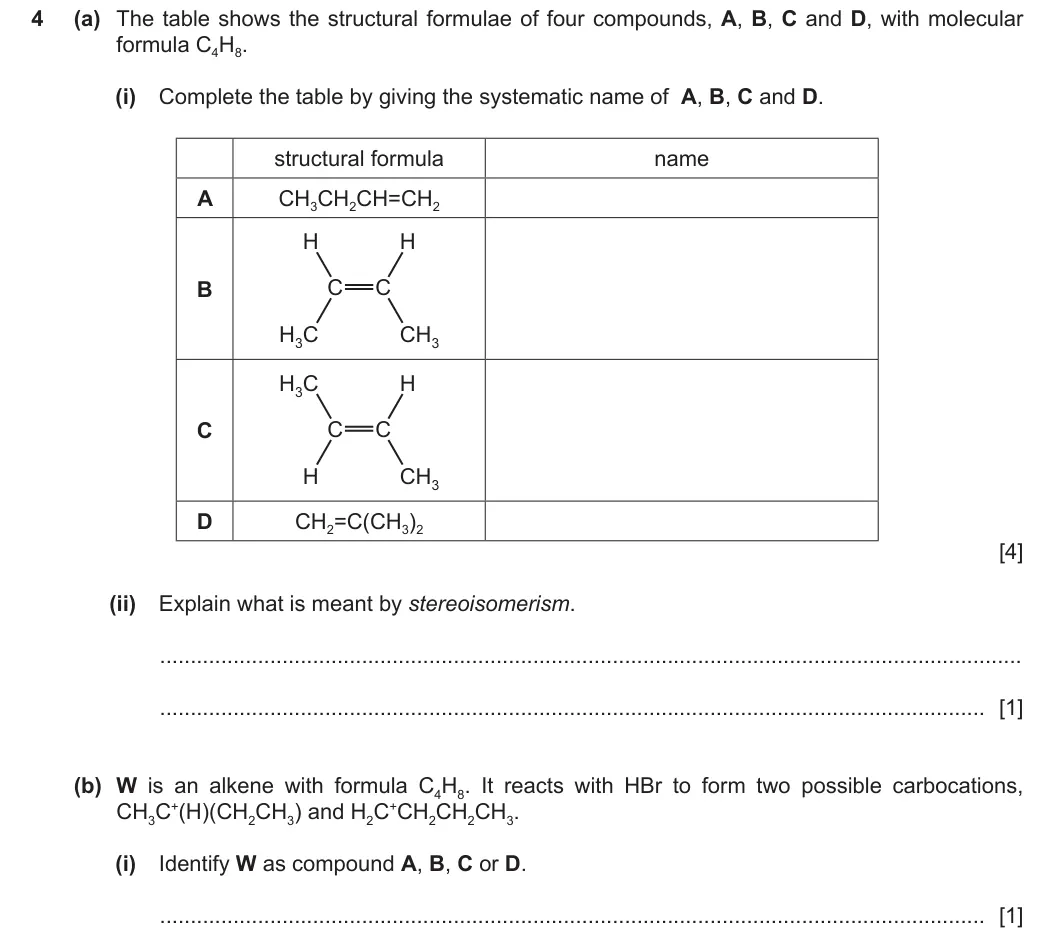 4 (a) The table shows the structural formulae of four compounds, A, B, C and D, with molecular
formula C₄H₈.
(i) Complete the table by giving the systematic name of A, B, C and D.
structural formula name
A CH₃CH₂CH=CH₂
H H
B C=C
H₃C CH₃
H₃C H
C C=C
H CH₃
D CH₂=C(CH₃)₂
[4]
(ii) Explain what is meant by stereoisomerism.
[1]
(b) W is an alkene with formula C₄H₈. It reacts with HBr to form two possible carbocations,
CH₃C⁺(H)(CH₂CH₃) and H₂C⁺CH₂CH₂CH₃.
(i) Identify W as compound A, B, C or D.
[1]